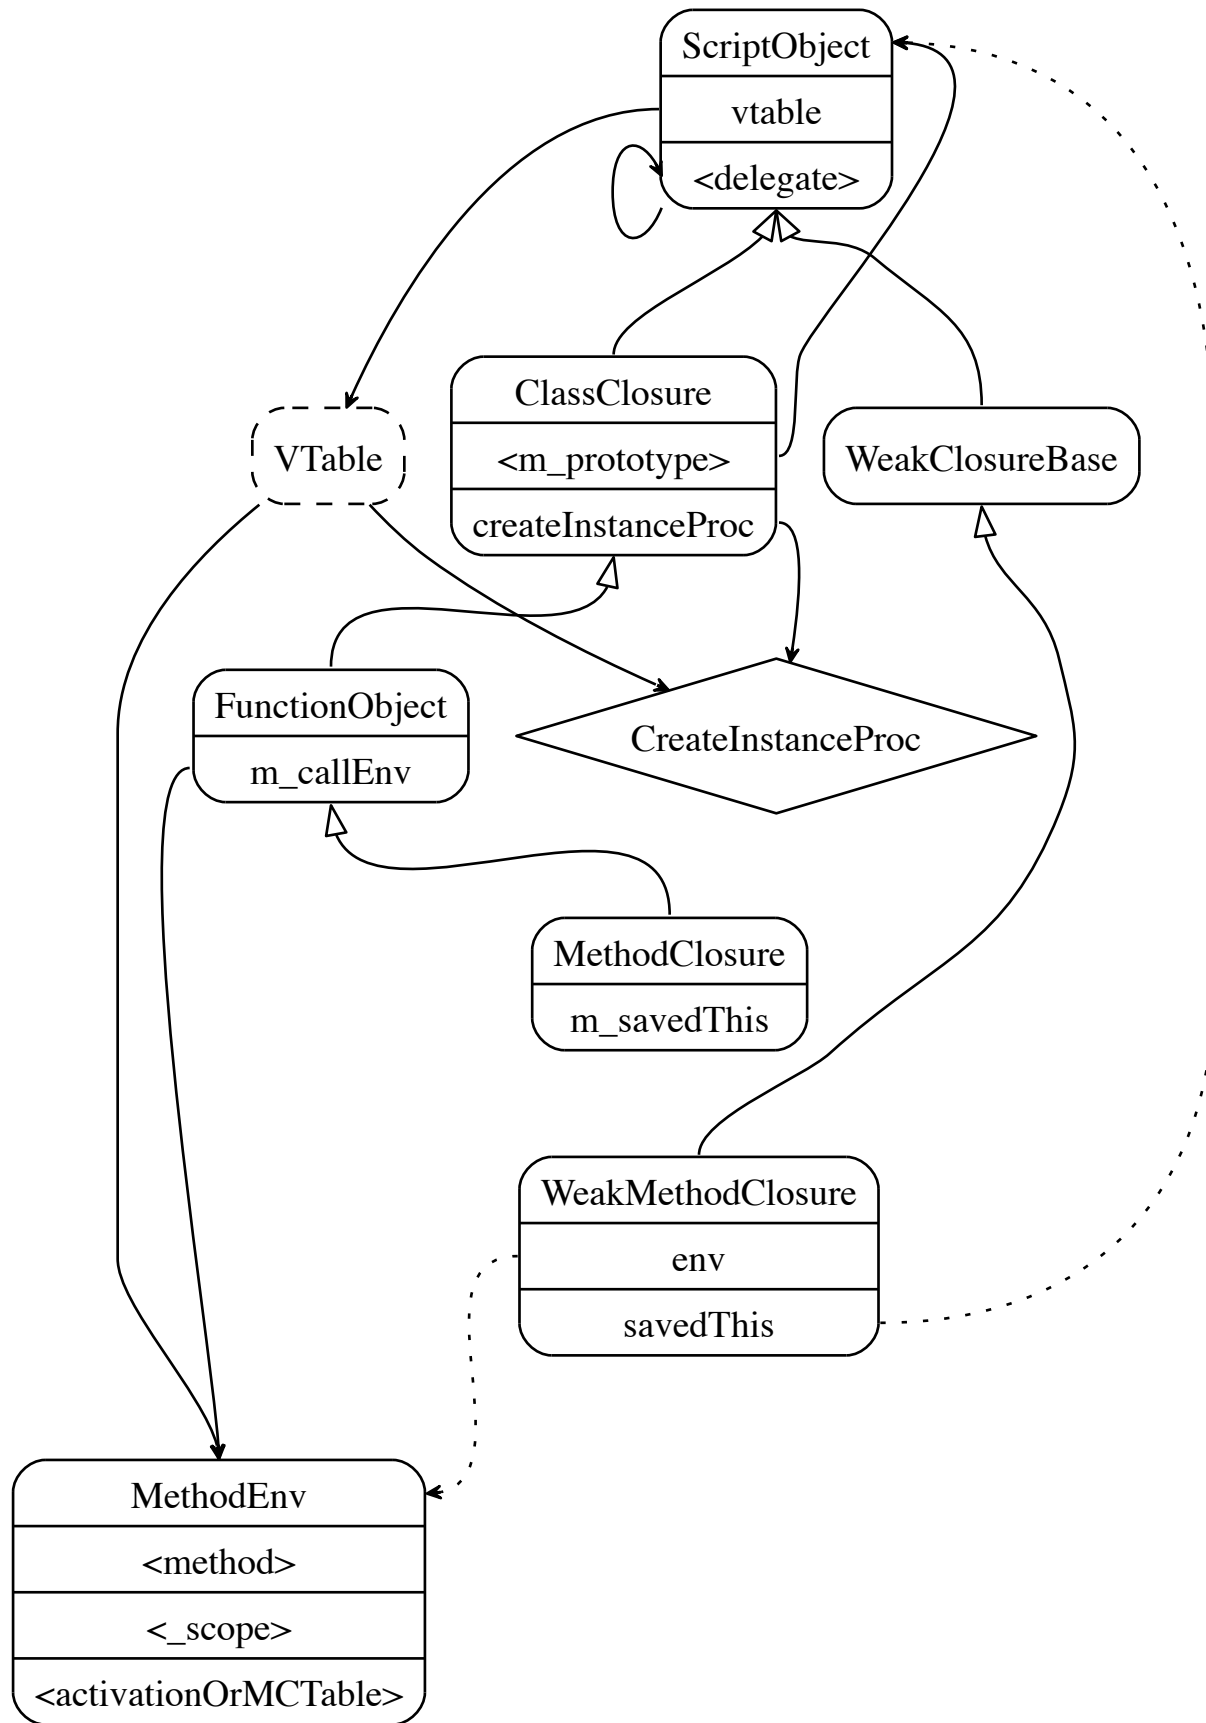 ScriptObject
vtable
<delegate>
ClassClosure
<m_prototype>
createInstanceProc
VTable
WeakClosureBase
FunctionObject
m_callEnv
CreateInstanceProc
MethodClosure
m_savedThis
WeakMethodClosure
env
savedThis
MethodEnv
<method>
<_scope>
<activationOrMCTable>